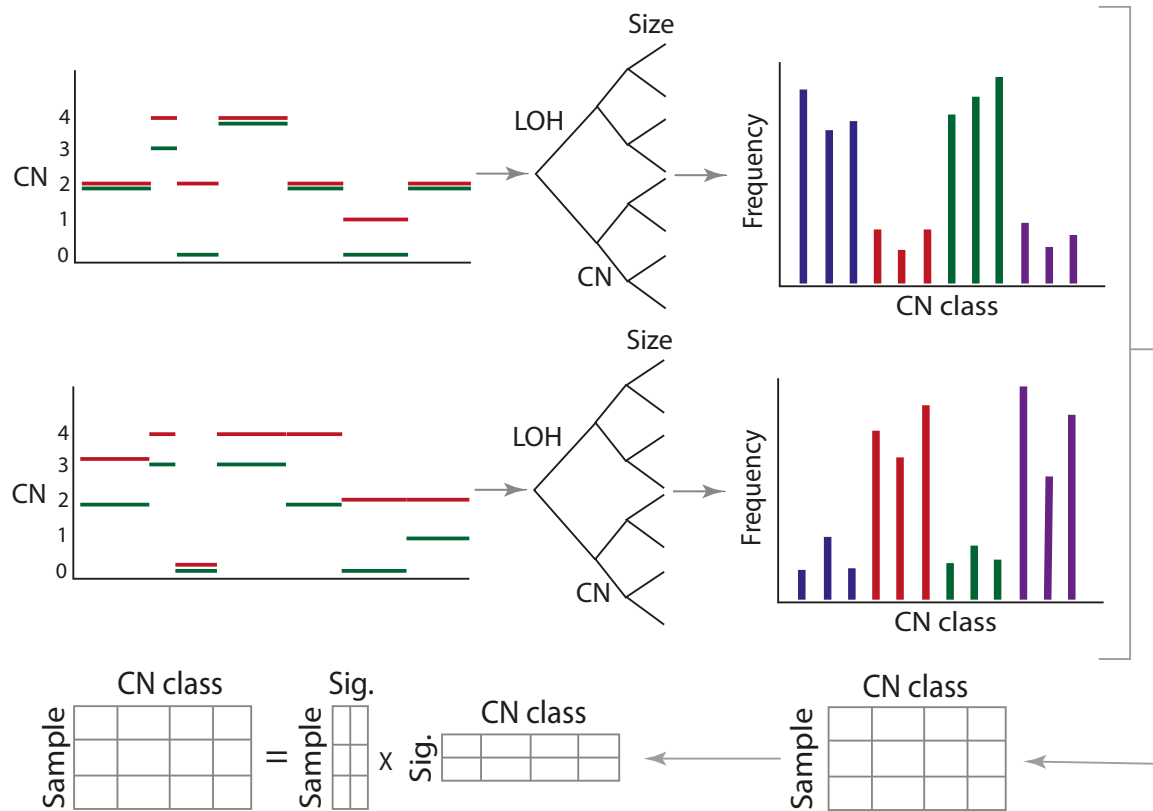 Size
LOH
CN
4
3
2
1
0
CN
Frequency
CN class
Size
LOH
CN
4
3
2
1
0
CN
Frequency
CN class
CN class
Sample
=
Sig.
Sample
x
CN class
Sig.
CN class
Sample